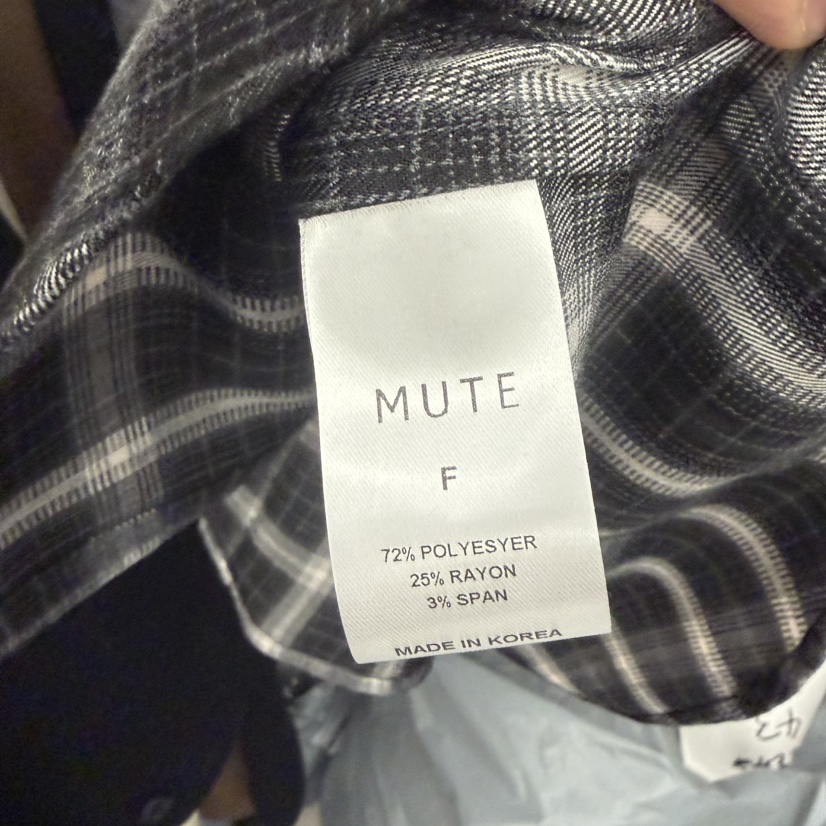 MUTE
F
72% POLYESYER
25% RAYON
3% SPAN
MADE IN KOREA